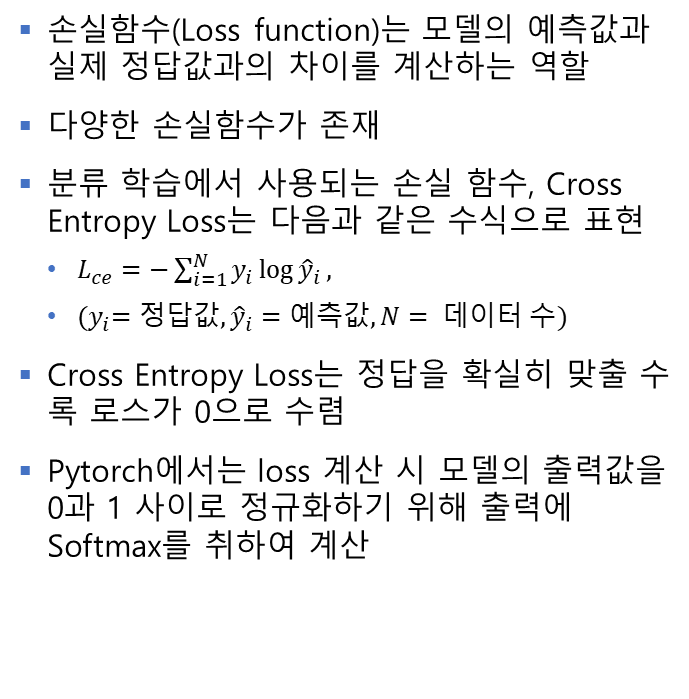 ▪ 손실함수(Loss function)는 모델의 예측값과
실제 정답값과의 차이를 계산하는 역할
▪ 다양한 손실함수가 존재
▪ 분류 학습에서 사용되는 손실 함수, Cross
Entropy Loss는 다음과 같은 수식으로 표현
• $L_{ce} = -\sum_{i=1}^{N} y_i \log \hat{y}_i$ ,
• ($y_i$= 정답값, $\hat{y}_i$ = 예측값, $N$ = 데이터 수)
▪ Cross Entropy Loss는 정답을 확실히 맞출 수
록 로스가 0으로 수렴
▪ Pytorch에서는 loss 계산 시 모델의 출력값을
0과 1 사이로 정규화하기 위해 출력에
Softmax를 취하여 계산